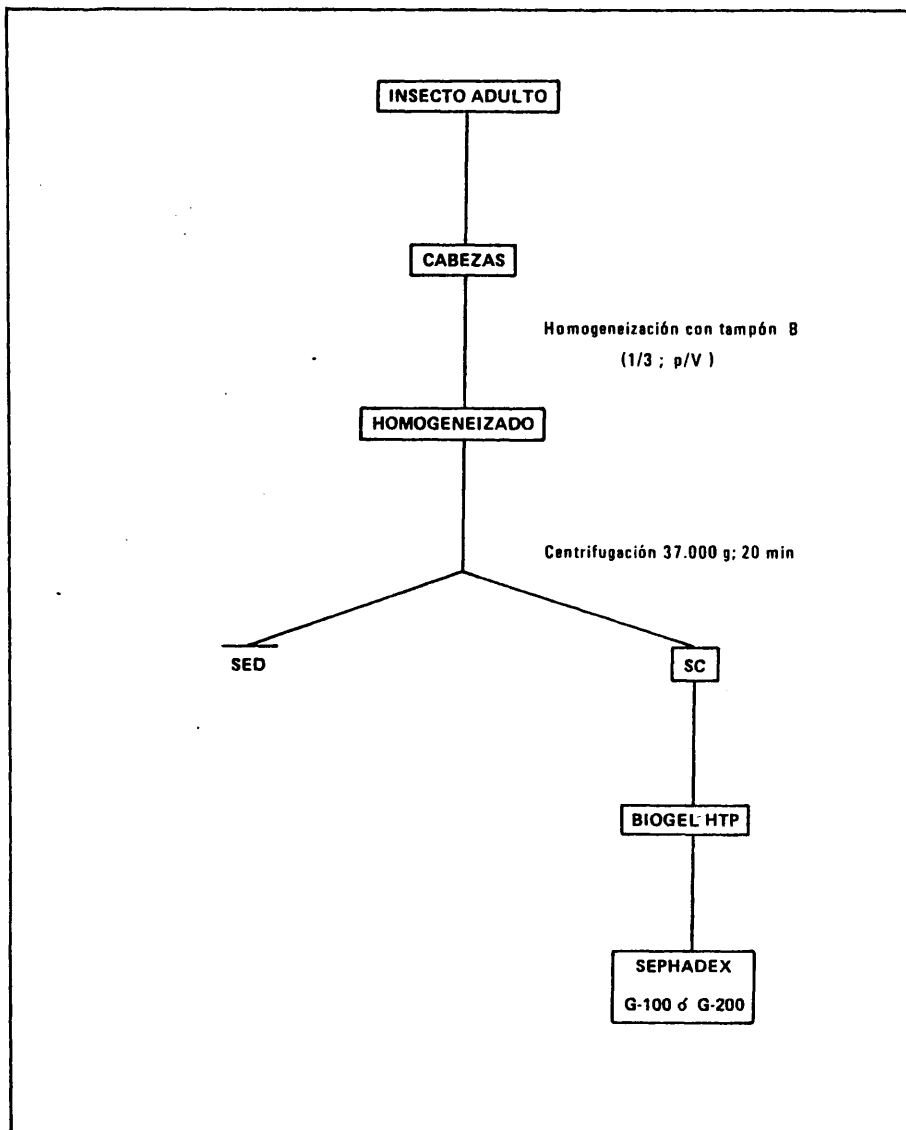 INSECTO ADULTO
CABEZAS
Homogeneización con tampón B
(1/3 ; p/V )
HOMOGENEIZADO
Centrifugación 37.000 g; 20 min
SED
SC
BIOGEL HTP
SEPHADEX
G-100 ó G-200